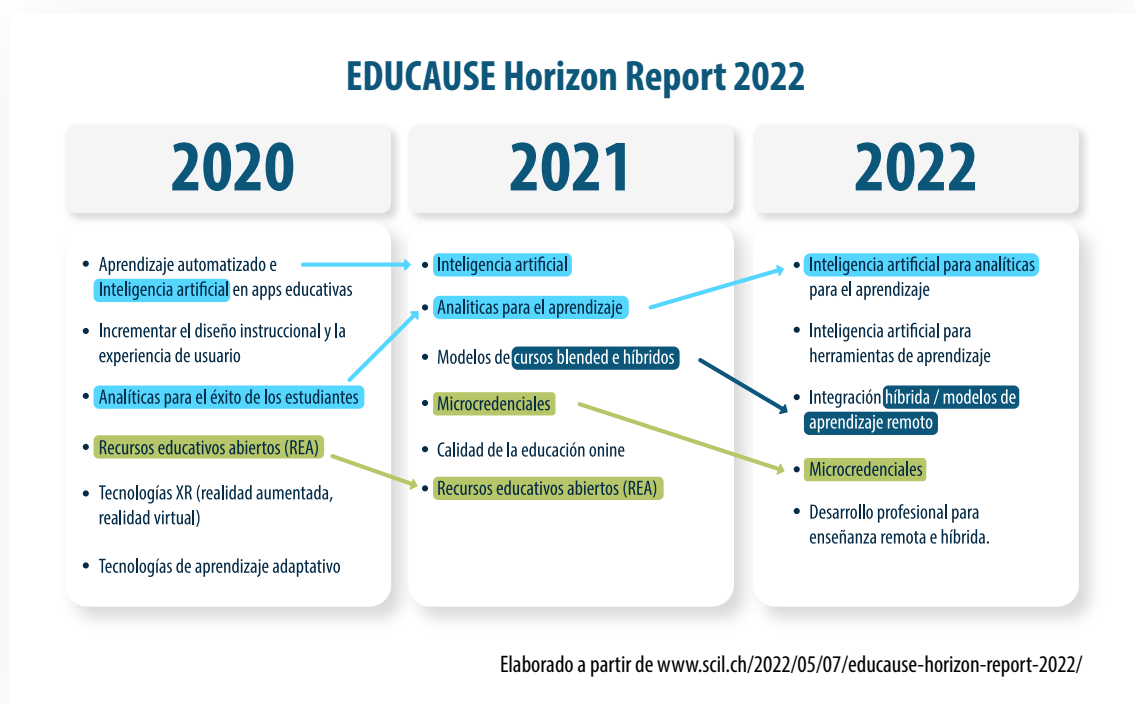 EDUCAUSE Horizon Report 2022
2020
• Aprendizaje automatizado e
Inteligencia artificial en apps educativas
• Incrementar el diseño instruccional y la
experiencia de usuario
• Analíticas para el éxito de los estudiantes
• Recursos educativos abiertos (REA)
• Tecnologías XR (realidad aumentada,
realidad virtual)
• Tecnologías de aprendizaje adaptativo
2021
• Inteligencia artificial
• Analiticas para el aprendizaje
• Modelos de cursos blended e híbridos
• Microcredenciales
• Calidad de la educación onine
• Recursos educativos abiertos (REA)
2022
• Inteligencia artificial para analíticas
para el aprendizaje
• Inteligencia artificial para
herramientas de aprendizaje
• Integración híbrida / modelos de
aprendizaje remoto
• Microcredenciales
• Desarrollo profesional para
enseñanza remota e híbrida.
Elaborado a partir de www.scil.ch/2022/05/07/educause-horizon-report-2022/